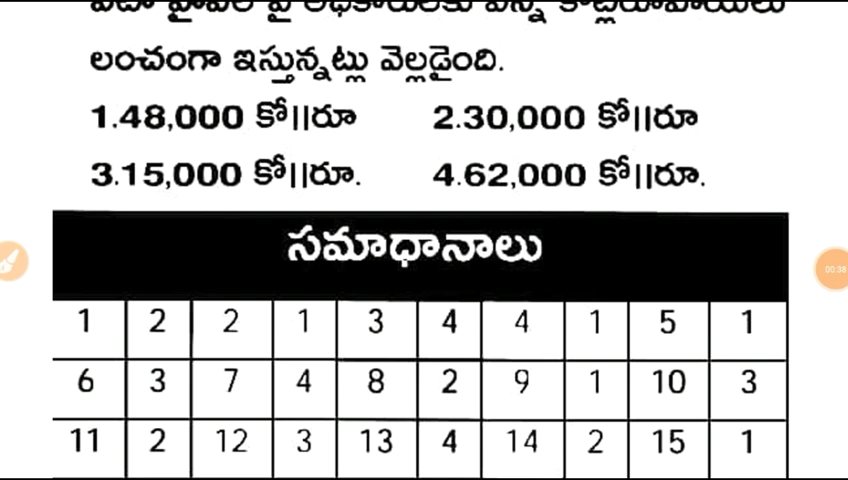 లంచంగా ఇస్తున్నట్లు వెల్లడైంది.
1.48,000 కో||రూ 2.30,000 కో||రూ
3.15,000 కో||రూ. 4.62,000 కో||రూ.
సమాధానాలు
1 2 2 1 3 4 4 1 5 1
6 3 7 4 8 2 9 1 10 3
11 2 12 3 13 4 14 2 15 1
00:38